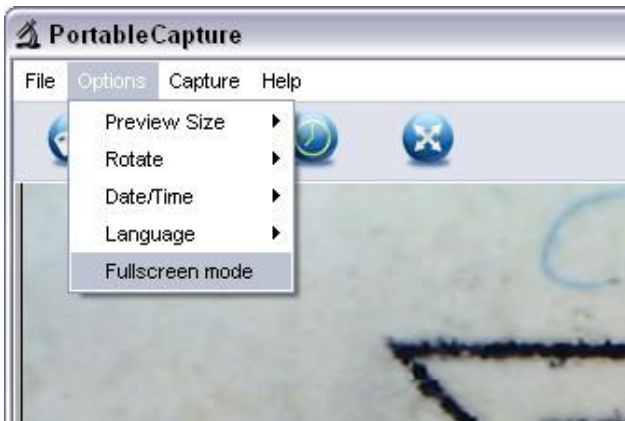 PortableCapture
File Options Capture Help
Preview Size
Rotate
Date/Time
Language
Fullscreen mode